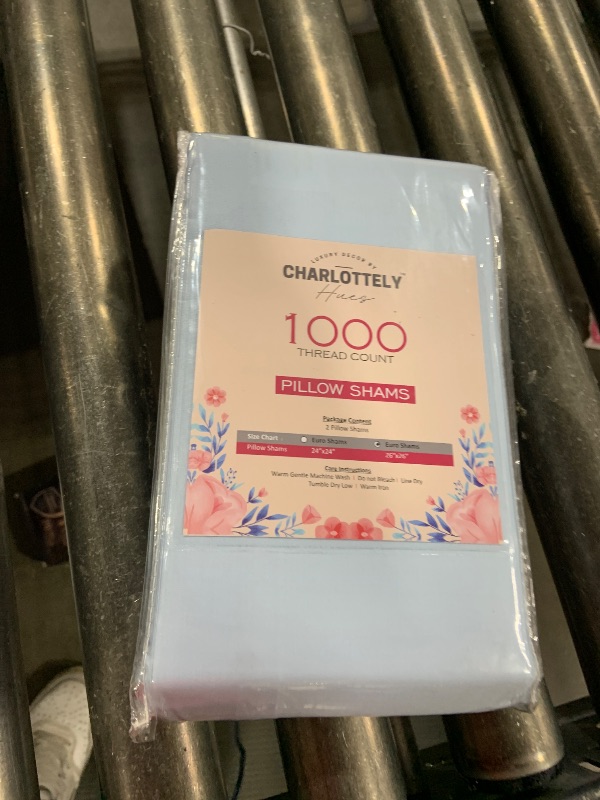 LUXURY DECOR BY
CHARLOTTELY™
Hues
1000
THREAD COUNT
PILLOW SHAMS
Package Content
2 Pillow Shams
Size Chart : Euro Shams Euro Shams
Pillow Shams 24"x24" 26"x26"
Care Instructions
Warm Gentle Machine Wash | Do not Bleach | Low Dry
Tumble Dry Low | Warm Iron